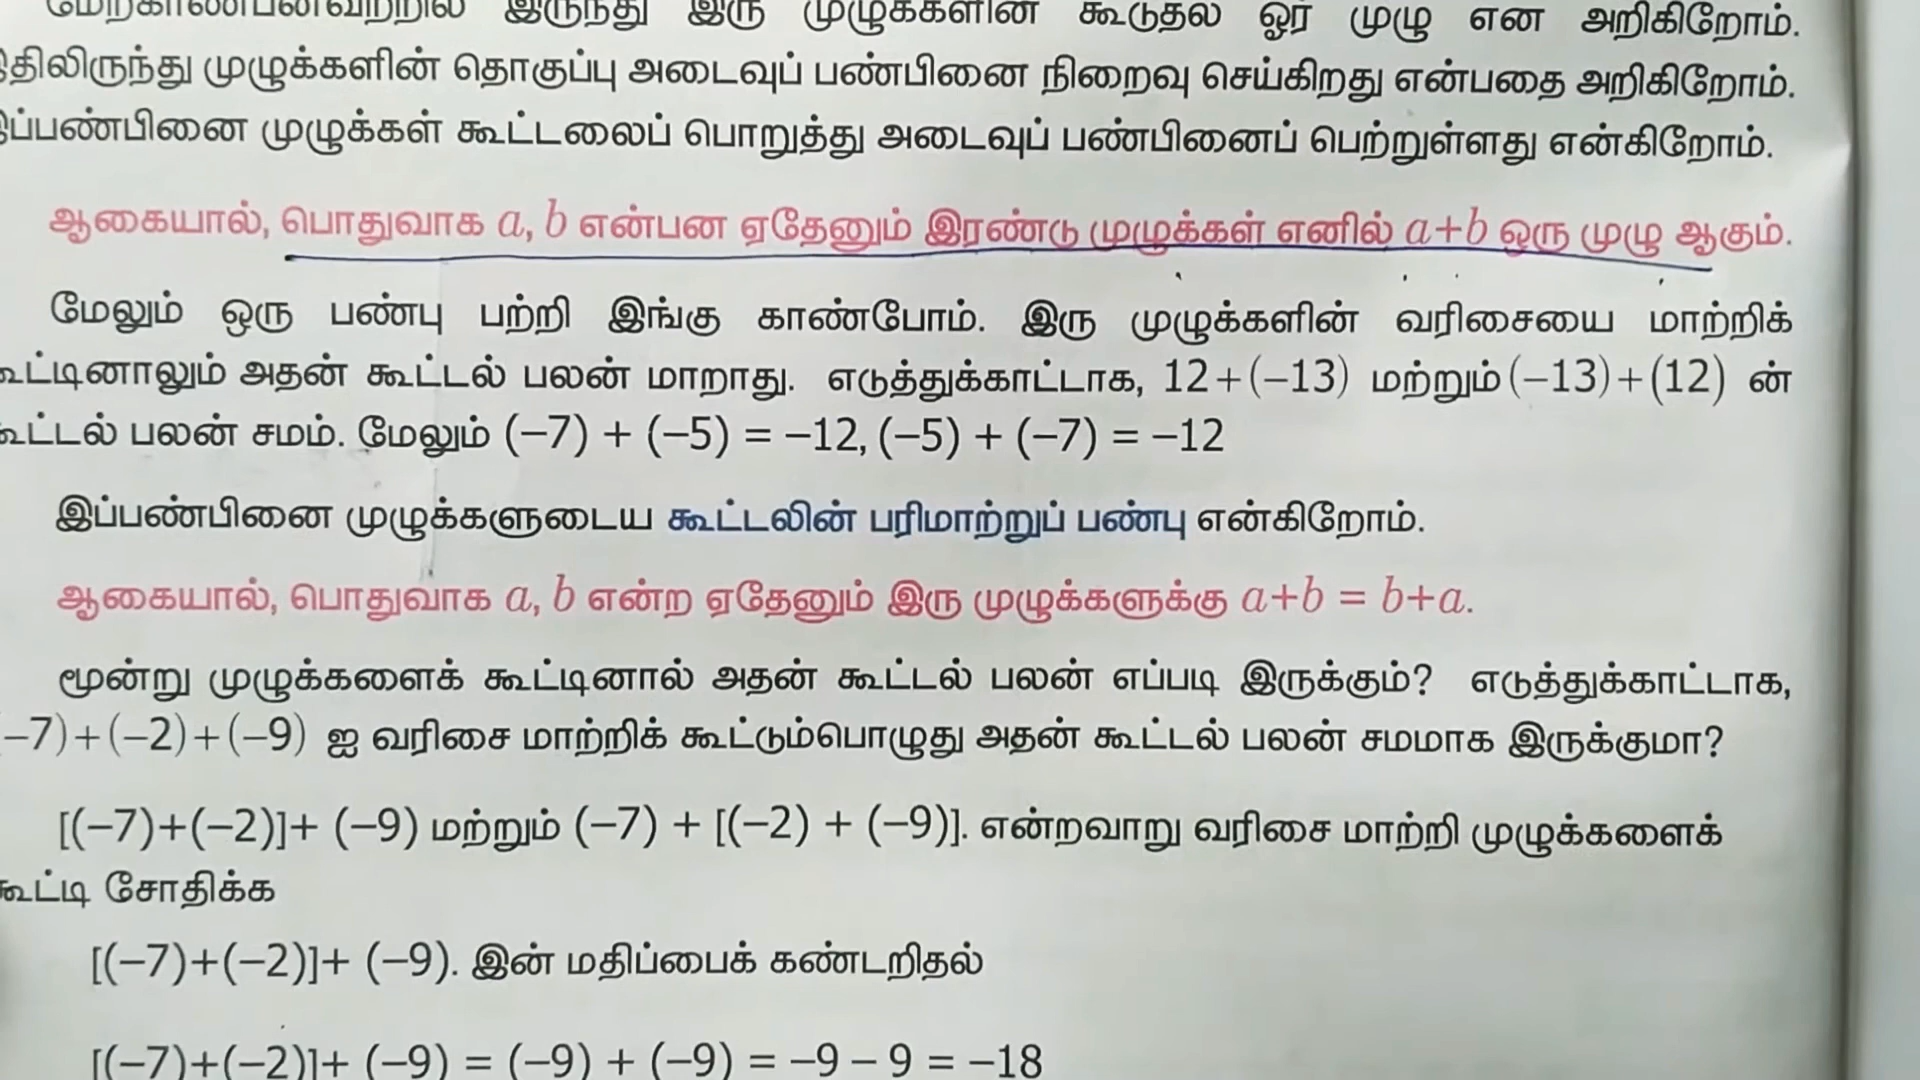 மேற்காண்பனவற்றில் இருந்து இரு முழுக்களின் கூடுதல் ஓர் முழு என அறிகிறோம்.
இதிலிருந்து முழுக்களின் தொகுப்பு அடைவுப் பண்பினை நிறைவு செய்கிறது என்பதை அறிகிறோம்.
இப்பண்பினை முழுக்கள் கூட்டலைப் பொறுத்து அடைவுப் பண்பினைப் பெற்றுள்ளது என்கிறோம்.
ஆகையால், பொதுவாக a, b என்பன ஏதேனும் இரண்டு முழுக்கள் எனில் a+b ஒரு முழு ஆகும்.
மேலும் ஒரு பண்பு பற்றி இங்கு காண்போம். இரு முழுக்களின் வரிசையை மாற்றிக்
கூட்டினாலும் அதன் கூட்டல் பலன் மாறாது. எடுத்துக்காட்டாக, 12+(−13) மற்றும் (−13)+(12) ன்
கூட்டல் பலன் சமம். மேலும் (−7) + (−5) = −12, (−5) + (−7) = −12
இப்பண்பினை முழுக்களுடைய கூட்டலின் பரிமாற்றுப் பண்பு என்கிறோம்.
ஆகையால், பொதுவாக a, b என்ற ஏதேனும் இரு முழுக்களுக்கு a+b = b+a.
மூன்று முழுக்களைக் கூட்டினால் அதன் கூட்டல் பலன் எப்படி இருக்கும்? எடுத்துக்காட்டாக,
−7)+(−2)+(−9) ஐ வரிசை மாற்றிக் கூட்டும்பொழுது அதன் கூட்டல் பலன் சமமாக இருக்குமா?
[(−7)+(−2)]+ (−9) மற்றும் (−7) + [(−2) + (−9)]. என்றவாறு வரிசை மாற்றி முழுக்களைக்
கூட்டி சோதிக்க
[(−7)+(−2)]+ (−9). இன் மதிப்பைக் கண்டறிதல்
[(−7)+(−2)]+ (−9) = (−9) + (−9) = −9 − 9 = −18